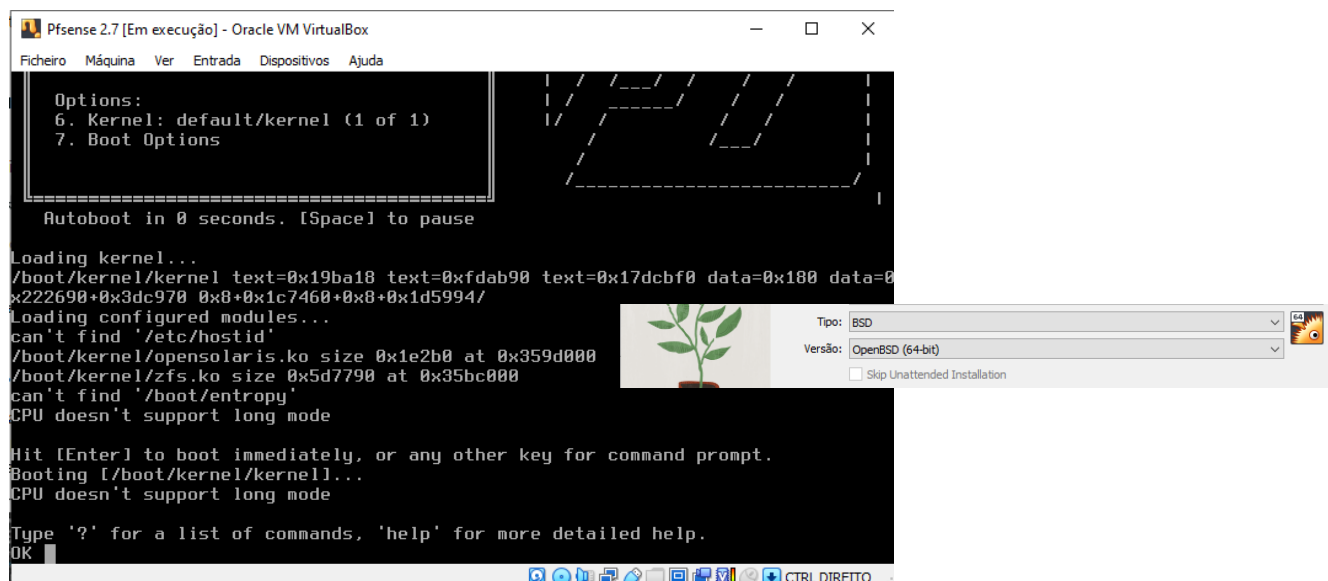 Pfsense 2.7 [Em execução] - Oracle VM VirtualBox
Ficheiro Máquina Ver Entrada Dispositivos Ajuda
Options:
6. Kernel: default/kernel (1 of 1)
7. Boot Options
Autoboot in 0 seconds. [Space] to pause
Loading kernel...
/boot/kernel/kernel text=0x19ba18 text=0xfdab90 text=0x17dcbf0 data=0x180 data=0
x222690+0x3dc970 0x8+0x1c7460+0x8+0x1d5994/
Loading configured modules...
can't find '/etc/hostid'
/boot/kernel/opensolaris.ko size 0x1e2b0 at 0x359d000
/boot/kernel/zfs.ko size 0x5d7790 at 0x35bc000
can't find '/boot/entropy'
CPU doesn't support long mode
Hit [Enter] to boot immediately, or any other key for command prompt.
Booting [/boot/kernel/kernel]...
CPU doesn't support long mode
Type '?' for a list of commands, 'help' for more detailed help.
OK
CTRL DIREITO
Tipo: BSD
64
Versão: OpenBSD (64-bit)
Skip Unattended Installation